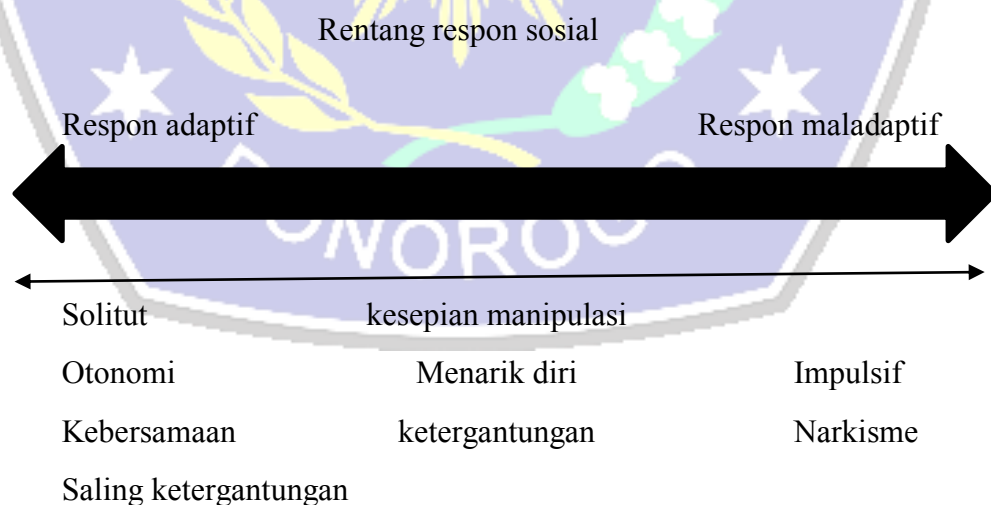 Rentang respon sosial
Respon adaptif Respon maladaptif
ONOROGO
Solitut kesepian manipulasi
Otonomi Menarik diri Impulsif
Kebersamaan ketergantungan Narkisme
Saling ketergantungan